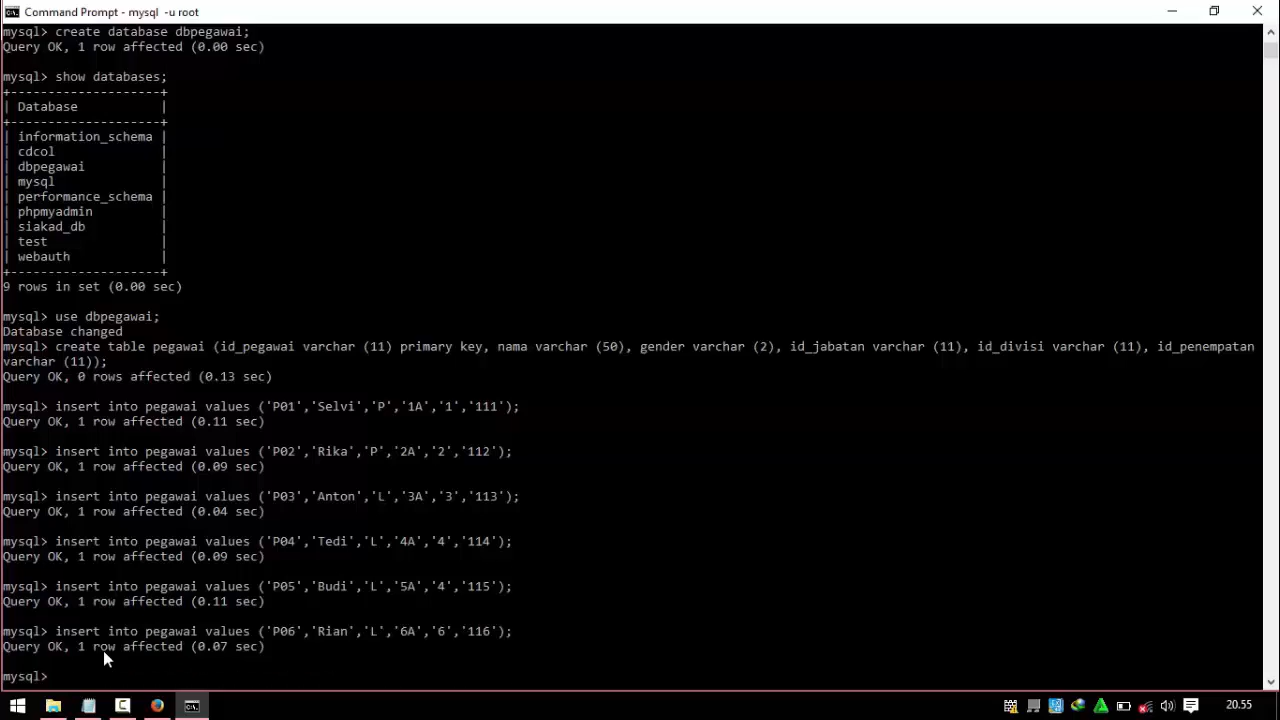 Command Prompt - mysql -u root
mysql> create database dbpegawai;
Query OK, 1 row affected (0.00 sec)
mysql> show databases;
+--------------------+
| Database           |
+--------------------+
| information_schema |
| cdcol              |
| dbpegawai          |
| mysql              |
| performance_schema |
| phpmyadmin         |
| siakad_db          |
| test               |
| webauth            |
+--------------------+
9 rows in set (0.00 sec)
mysql> use dbpegawai;
Database changed
mysql> create table pegawai (id_pegawai varchar (11) primary key, nama varchar (50), gender varchar (2), id_jabatan varchar (11), id_divisi varchar (11), id_penempatan
varchar (11));
Query OK, 0 rows affected (0.13 sec)
mysql> insert into pegawai values ('P01','Selvi','P','1A','1','111');
Query OK, 1 row affected (0.11 sec)
mysql> insert into pegawai values ('P02','Rika','P','2A','2','112');
Query OK, 1 row affected (0.09 sec)
mysql> insert into pegawai values ('P03','Anton','L','3A','3','113');
Query OK, 1 row affected (0.04 sec)
mysql> insert into pegawai values ('P04','Tedi','L','4A','4','114');
Query OK, 1 row affected (0.09 sec)
mysql> insert into pegawai values ('P05','Budi','L','5A','4','115');
Query OK, 1 row affected (0.11 sec)
mysql> insert into pegawai values ('P06','Rian','L','6A','6','116');
Query OK, 1 row affected (0.07 sec)
mysql>
20.55